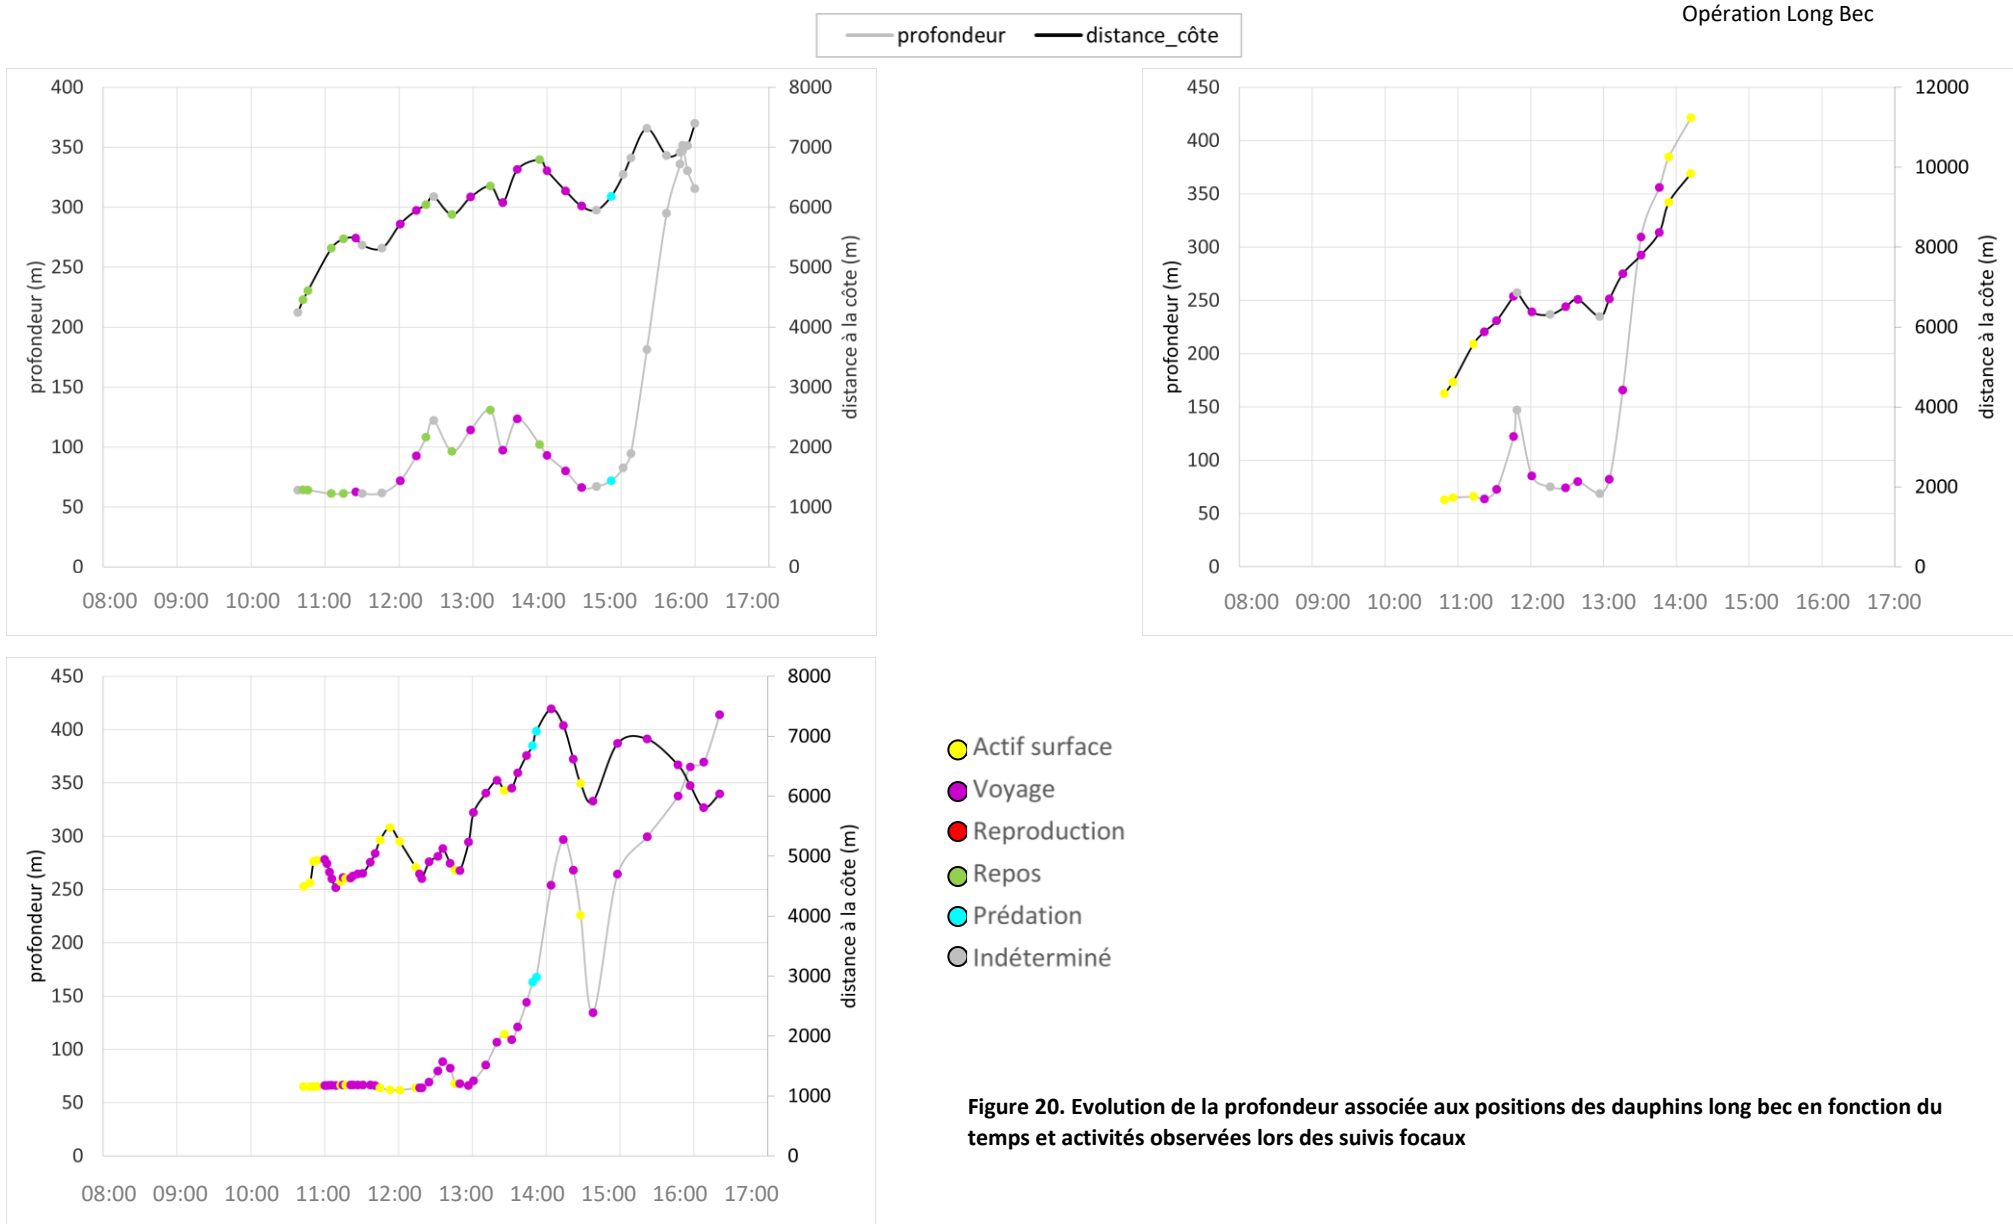 Opération Long Bec
profondeur distance_côte
400
350
300
250
200
150
100
50
0
profondeur (m)
8000
7000
6000
5000
4000
3000
2000
1000
0
distance à la côte (m)
08:00 09:00 10:00 11:00 12:00 13:00 14:00 15:00 16:00 17:00
450
400
350
300
250
200
150
100
50
0
profondeur (m)
12000
10000
8000
6000
4000
2000
0
distance à la côte (m)
08:00 09:00 10:00 11:00 12:00 13:00 14:00 15:00 16:00 17:00
450
400
350
300
250
200
150
100
50
0
profondeur (m)
8000
7000
6000
5000
4000
3000
2000
1000
0
distance à la côte (m)
08:00 09:00 10:00 11:00 12:00 13:00 14:00 15:00 16:00 17:00
Actif surface
Voyage
Reproduction
Repos
Prédation
Indéterminé
Figure 20. Evolution de la profondeur associée aux positions des dauphins long bec en fonction du
temps et activités observées lors des suivis focaux